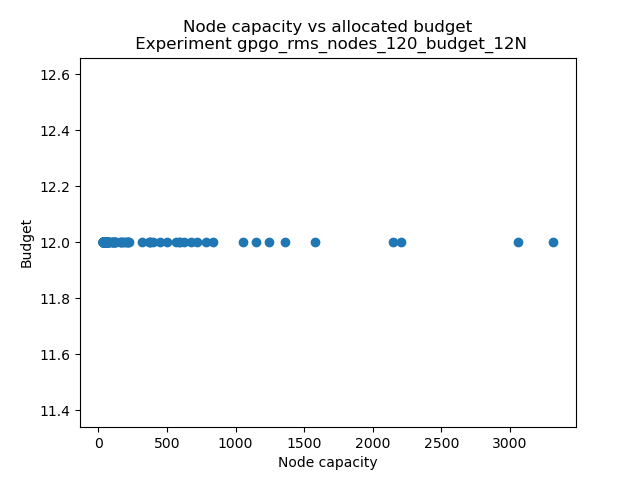 Node capacity vs allocated budget
Experiment gpgo_rms_nodes_120_budget_12N
12.6
12.4
12.2
12.0
11.8
11.6
11.4
Budget
0 500 1000 1500 2000 2500 3000
Node capacity